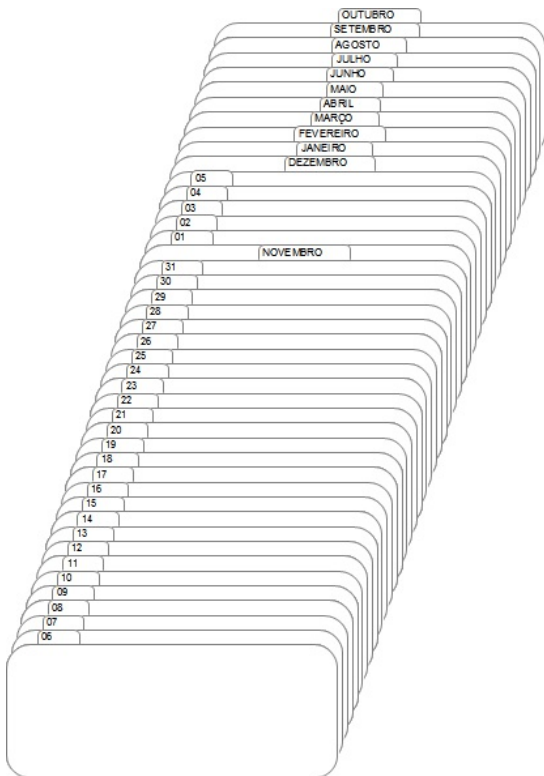 OUTUBRO
SETEMBRO
AGOSTO
JULHO
JUNHO
MAIO
ABRIL
MARÇO
FEVEREIRO
JANEIRO
DEZEMBRO
05
04
03
02
01
NOVEMBRO
31
30
29
28
27
26
25
24
23
22
21
20
19
18
17
16
15
14
13
12
11
10
09
08
07
06